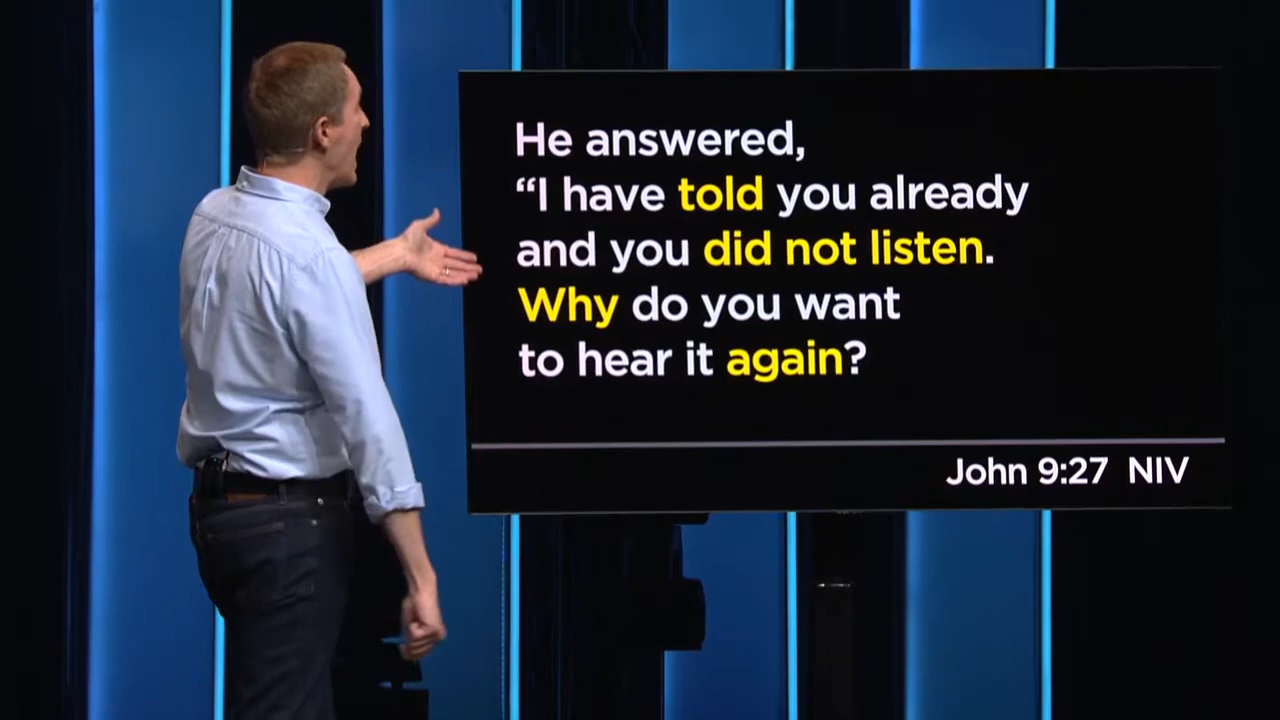 He answered,
“I have told you already
and you did not listen.
Why do you want
to hear it again?
John 9:27 NIV